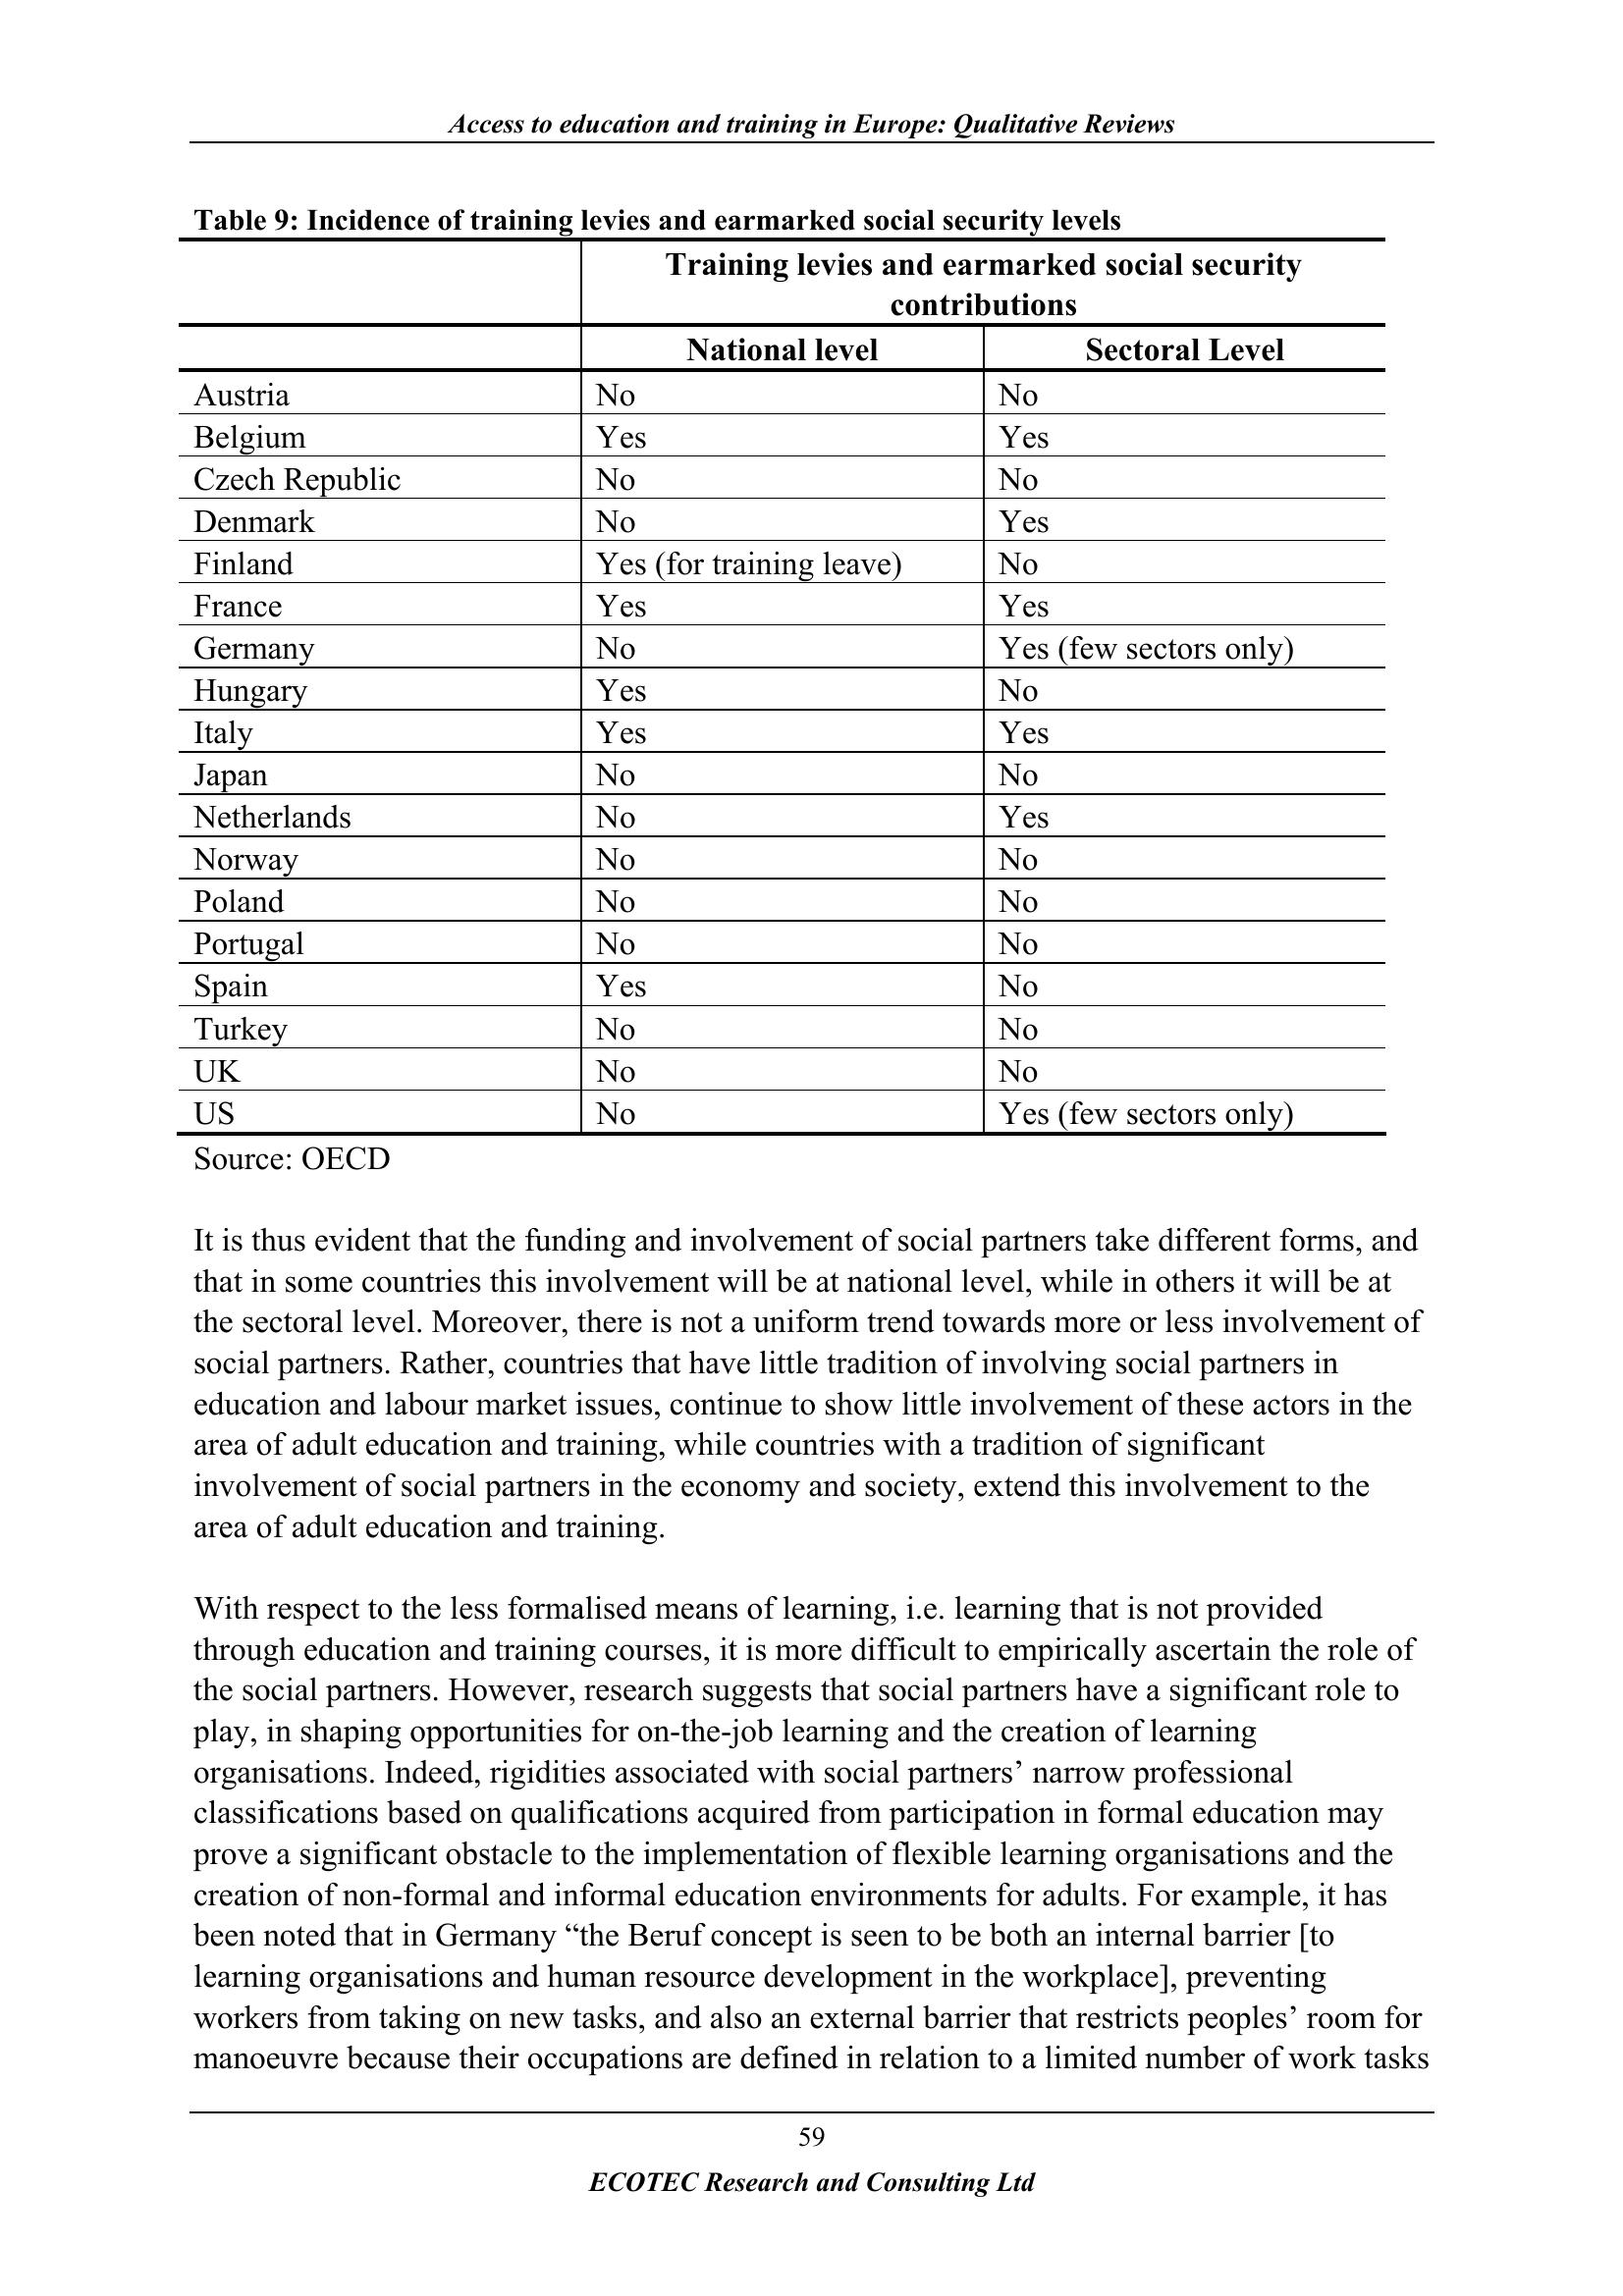 Access to education and training in Europe: Qualitative Reviews
Table 9: Incidence of training levies and earmarked social security levels
Training levies and earmarked social security
contributions
National level Sectoral Level
Austria No No
Belgium Yes Yes
Czech Republic No No
Denmark No Yes
Finland Yes (for training leave) No
France Yes Yes
Germany No Yes (few sectors only)
Hungary Yes No
Italy Yes Yes
Japan No No
Netherlands No Yes
Norway No No
Poland No No
Portugal No No
Spain Yes No
Turkey No No
UK No No
US No Yes (few sectors only)
Source: OECD
It is thus evident that the funding and involvement of social partners take different forms, and
that in some countries this involvement will be at national level, while in others it will be at
the sectoral level. Moreover, there is not a uniform trend towards more or less involvement of
social partners. Rather, countries that have little tradition of involving social partners in
education and labour market issues, continue to show little involvement of these actors in the
area of adult education and training, while countries with a tradition of significant
involvement of social partners in the economy and society, extend this involvement to the
area of adult education and training.
With respect to the less formalised means of learning, i.e. learning that is not provided
through education and training courses, it is more difficult to empirically ascertain the role of
the social partners. However, research suggests that social partners have a significant role to
play, in shaping opportunities for on-the-job learning and the creation of learning
organisations. Indeed, rigidities associated with social partners’ narrow professional
classifications based on qualifications acquired from participation in formal education may
prove a significant obstacle to the implementation of flexible learning organisations and the
creation of non-formal and informal education environments for adults. For example, it has
been noted that in Germany “the Beruf concept is seen to be both an internal barrier [to
learning organisations and human resource development in the workplace], preventing
workers from taking on new tasks, and also an external barrier that restricts peoples’ room for
manoeuvre because their occupations are defined in relation to a limited number of work tasks
59
ECOTEC Research and Consulting Ltd